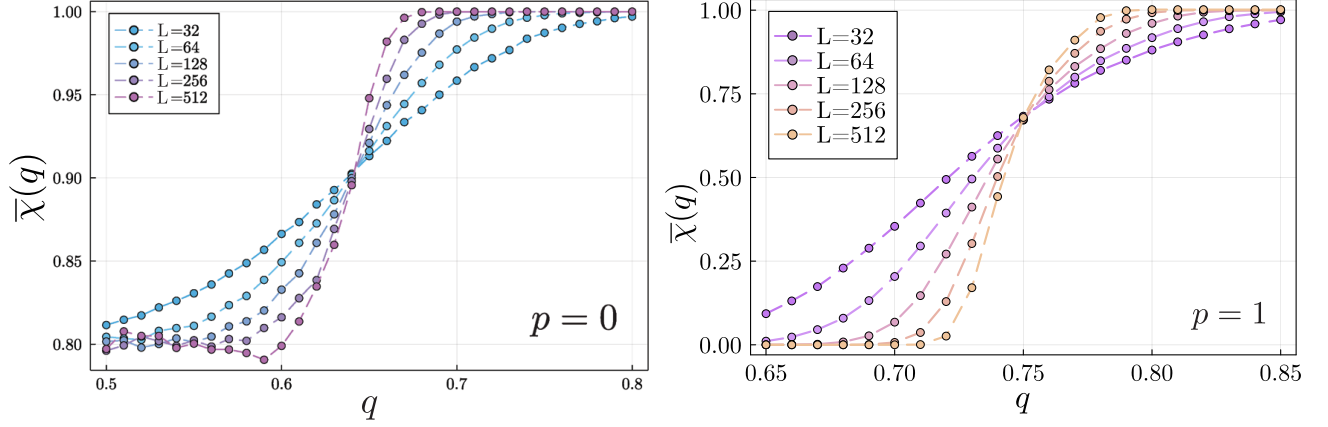 1.00
0.95
0.90
0.85
0.80
χ̅(q)
L=32
L=64
L=128
L=256
L=512
p = 0
0.5
0.6
0.7
0.8
q
1.00
0.75
0.50
0.25
0.00
χ̅(q)
L=32
L=64
L=128
L=256
L=512
p = 1
0.65
0.70
0.75
0.80
0.85
q